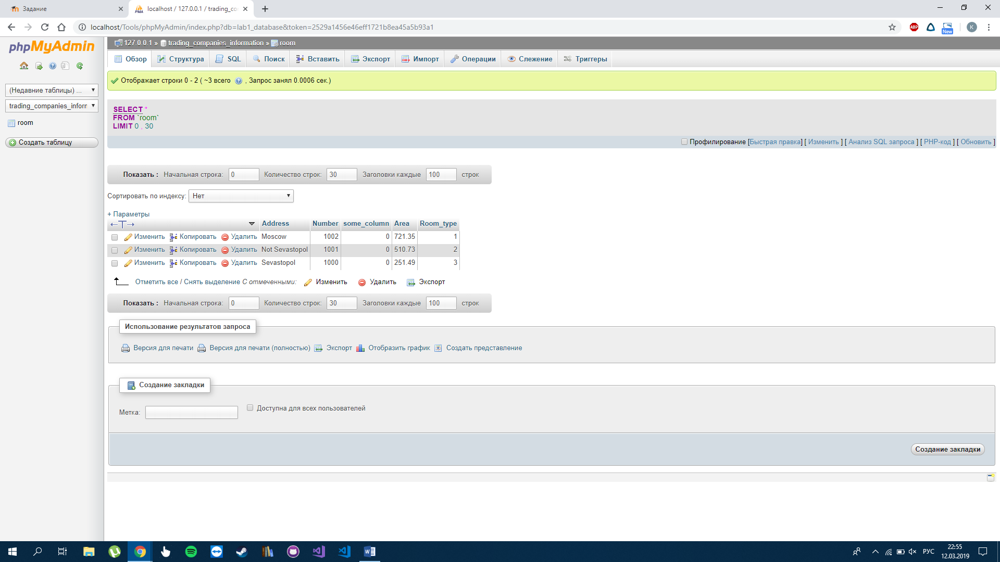 Задание
localhost / 127.0.0.1 / trading_co
localhost/Tools/phpMyAdmin/index.php?db=lab1_database&token=2529a1456e46eff1721b8ea45a5b93a1
ABP
New
K
phpMyAdmin
127.0.0.1 » trading_companies_information » room
Обзор Структура SQL Поиск Вставить Экспорт Импорт Операции Слежение Триггеры
Отображает строки 0 - 2 ( ~3 всего , Запрос занял 0.0006 сек.)
(Недавние таблицы) ...
trading_companies_inforn
room
Создать таблицу
SELECT *
FROM `room`
LIMIT 0 , 30
Профилирование [Быстрая правка] [ Изменить ] [ Анализ SQL запроса ] [ PHP-код ] [ Обновить ]
Показать : Начальная строка: 0 Количество строк: 30 Заголовки каждые 100 строк
Сортировать по индексу: Нет
+ Параметры
←T→ Address Number some_column Area Room_type
Изменить Копировать Удалить Moscow 1002 0 721.35 1
Изменить Копировать Удалить Not Sevastopol 1001 0 510.73 2
Изменить Копировать Удалить Sevastopol 1000 0 251.49 3
Отметить все / Снять выделение С отмеченными: Изменить Удалить Экспорт
Показать : Начальная строка: 0 Количество строк: 30 Заголовки каждые 100 строк
Использование результатов запроса
Версия для печати Версия для печати (полностью) Экспорт Отобразить график Создать представление
Создание закладки
Метка: Доступна для всех пользователей
Создание закладки
РУС
22:55
12.03.2019